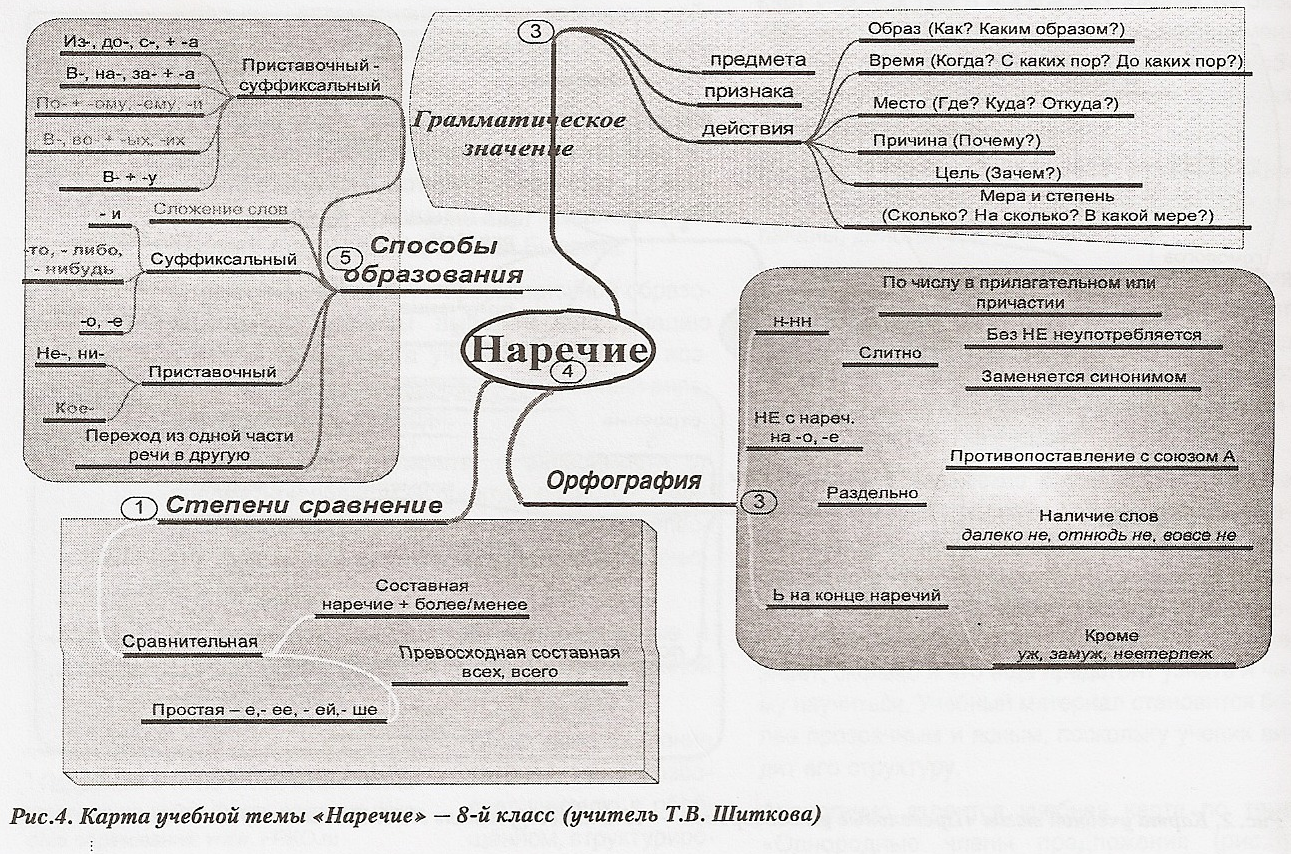 3
Грамматическое
значение
предмета
признака
действия
Образ (Как? Каким образом?)
Время (Когда? С каких пор? До каких пор?)
Место (Где? Куда? Откуда?)
Причина (Почему?)
Цель (Зачем?)
Мера и степень
(Сколько? На сколько? В какой мере?)
Из-, до-, с-, + -а
В-, на-, за- + -а
По- + -ому, -ему, -и
В-, во- + -ых, -их
В- + -у
Приставочный -
суффиксальный
Сложение слов
- и
-то, - либо,
- нибудь
-о, -е
Суффиксальный
Не-, ни-
Кое-
Приставочный
Переход из одной части
речи в другую
5
Способы
образования
Наречие
4
Орфография
3
н-нн
По числу в прилагательном или
причастии
Слитно
Без НЕ неупотребляется
Заменяется синонимом
НЕ с нареч.
на -о, -е
Противопоставление с союзом А
Раздельно
Наличие слов
далеко не, отнюдь не, вовсе не
Ь на конце наречий
Кроме
уж, замуж, невтерпеж
1
Степени сравнение
Составная
наречие + более/менее
Сравнительная
Превосходная составная
всех, всего
Простая – е,- ее, - ей,- ше
Рис.4. Карта учебной темы «Наречие» — 8-й класс (учитель Т.В. Шиткова)